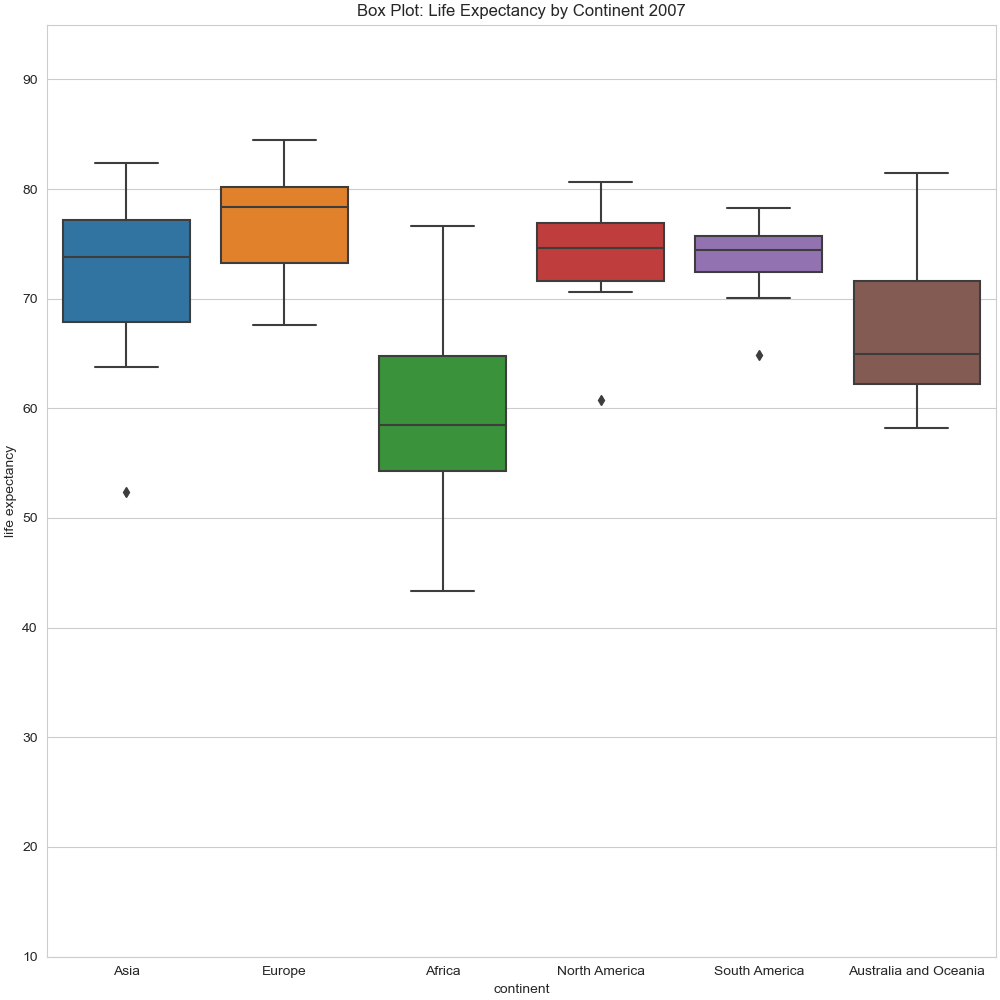 Box Plot: Life Expectancy by Continent 2007
life expectancy
90
80
70
60
50
40
30
20
10
Asia Europe Africa North America South America Australia and Oceania
continent